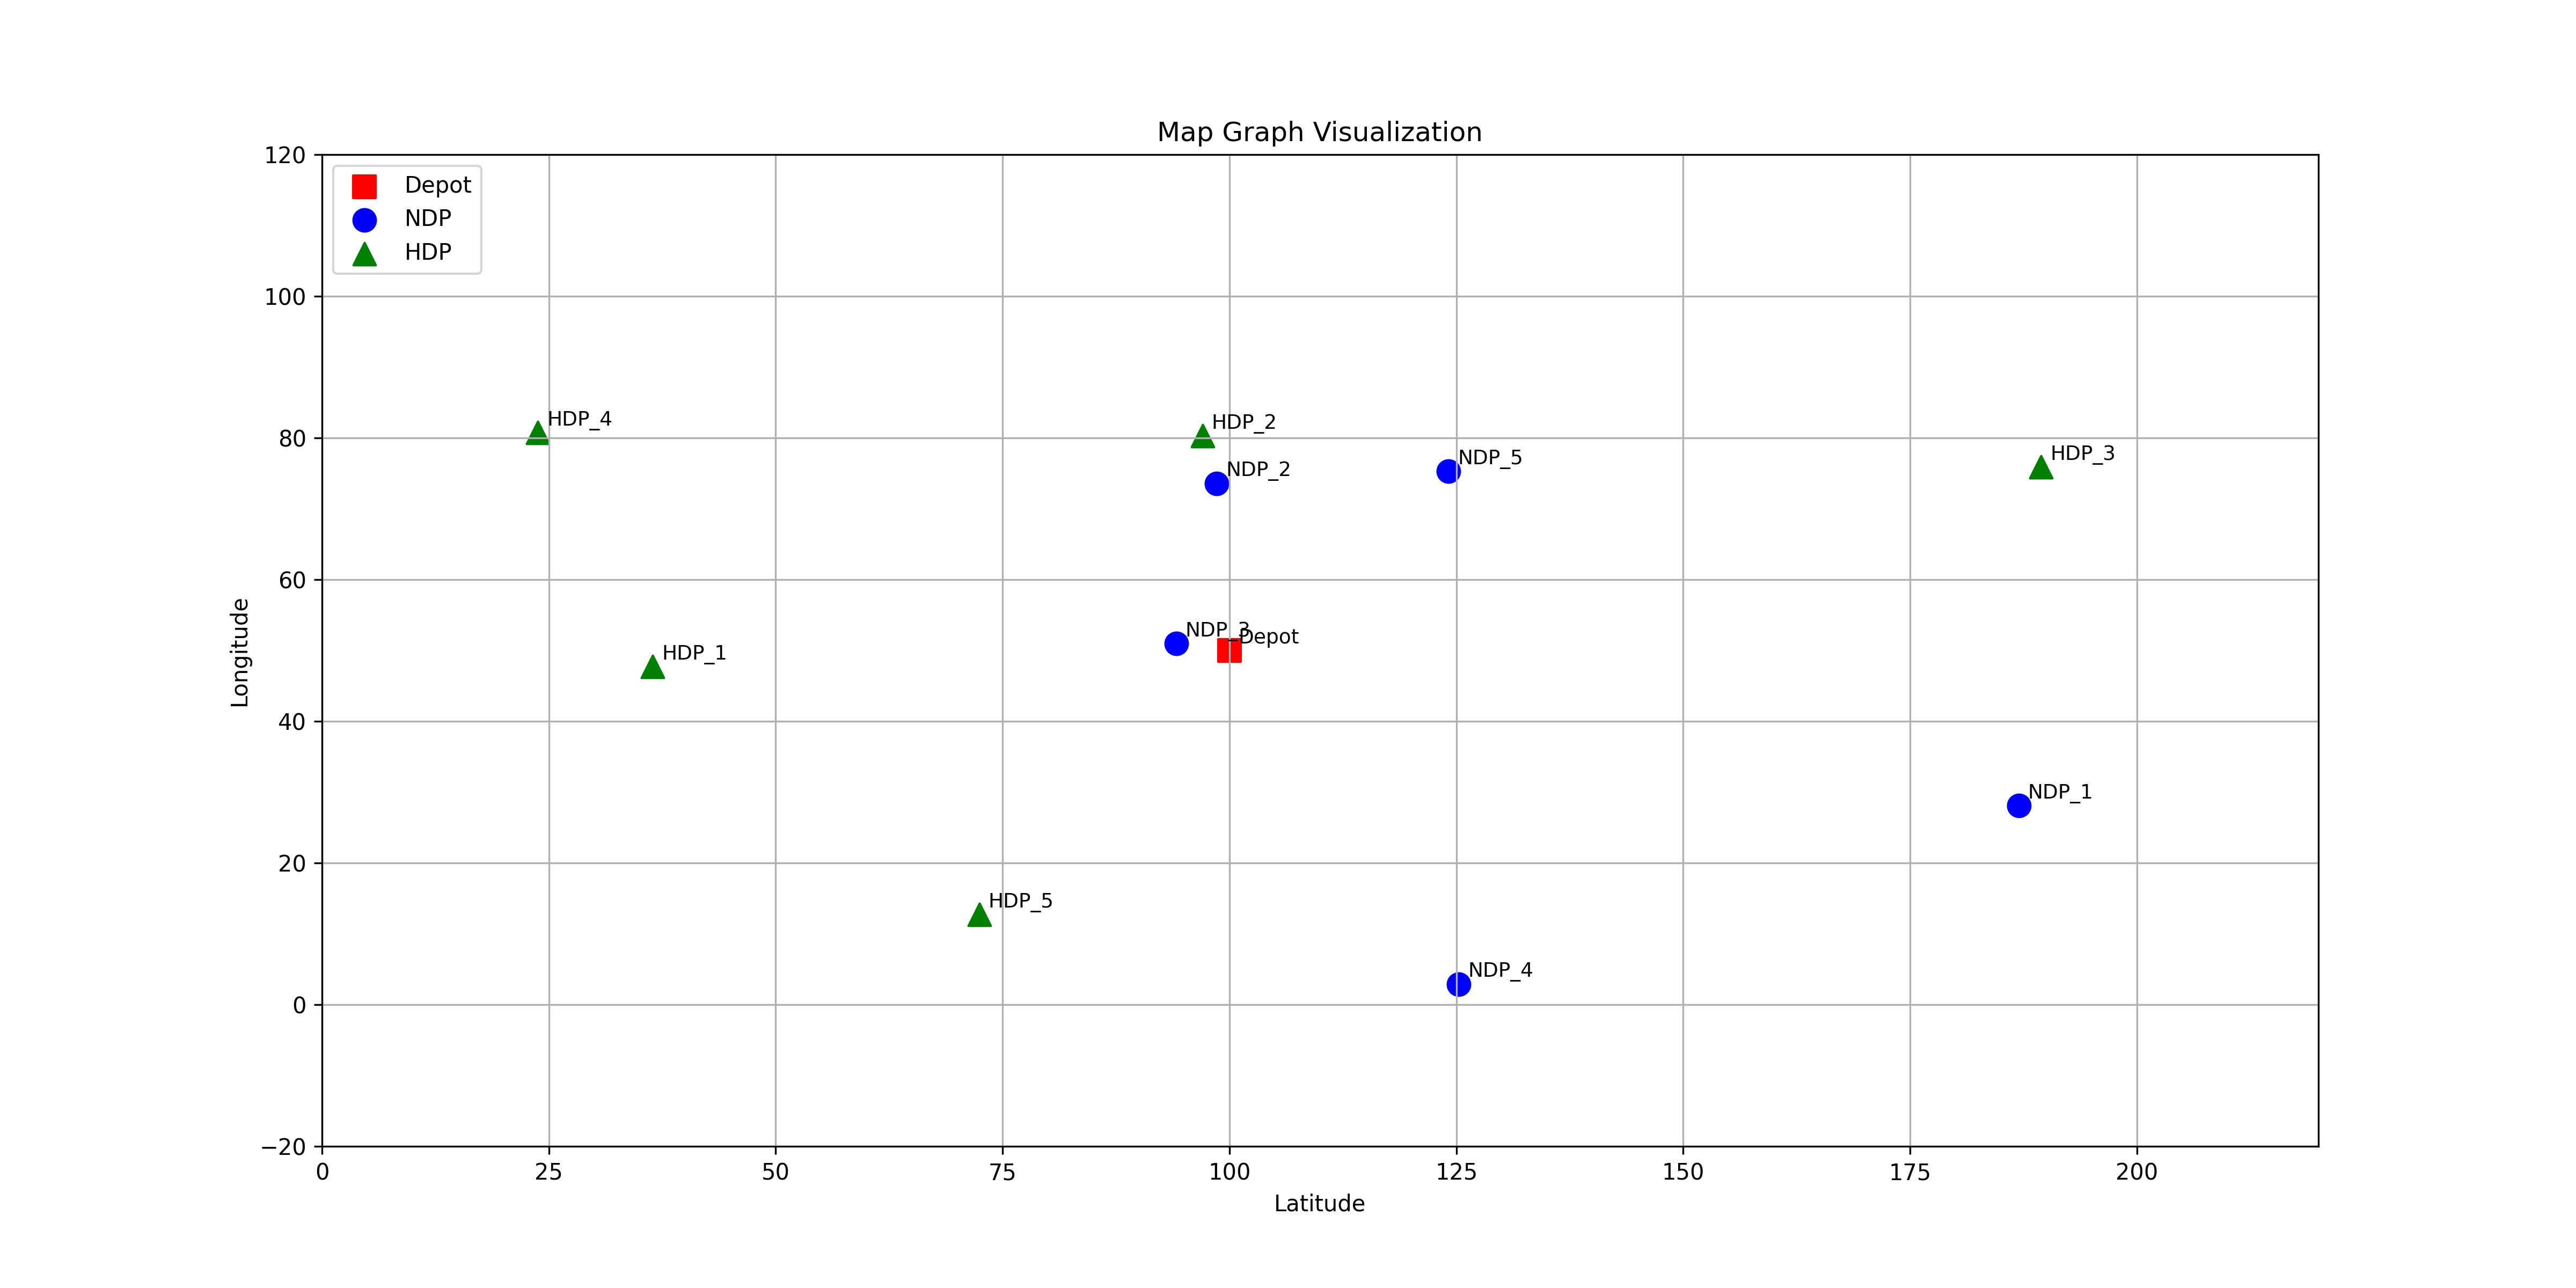 Map Graph Visualization
120
100
80
60
40
20
0
−20
Longitude
Depot
NDP
HDP
HDP_4
HDP_2
NDP_2
NDP_5
HDP_3
NDP_3
Depot
HDP_1
NDP_1
HDP_5
NDP_4
0 25 50 75 100 125 150 175 200
Latitude